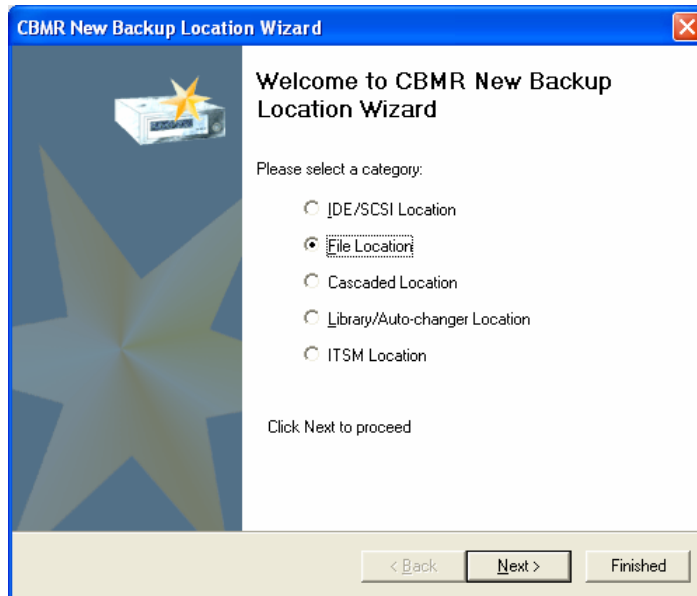 CBMR New Backup Location Wizard
Welcome to CBMR New Backup
Location Wizard
Please select a category:
IDE/SCSI Location
File Location
Cascaded Location
Library/Auto-changer Location
ITSM Location
Click Next to proceed
< Back
Next >
Finished